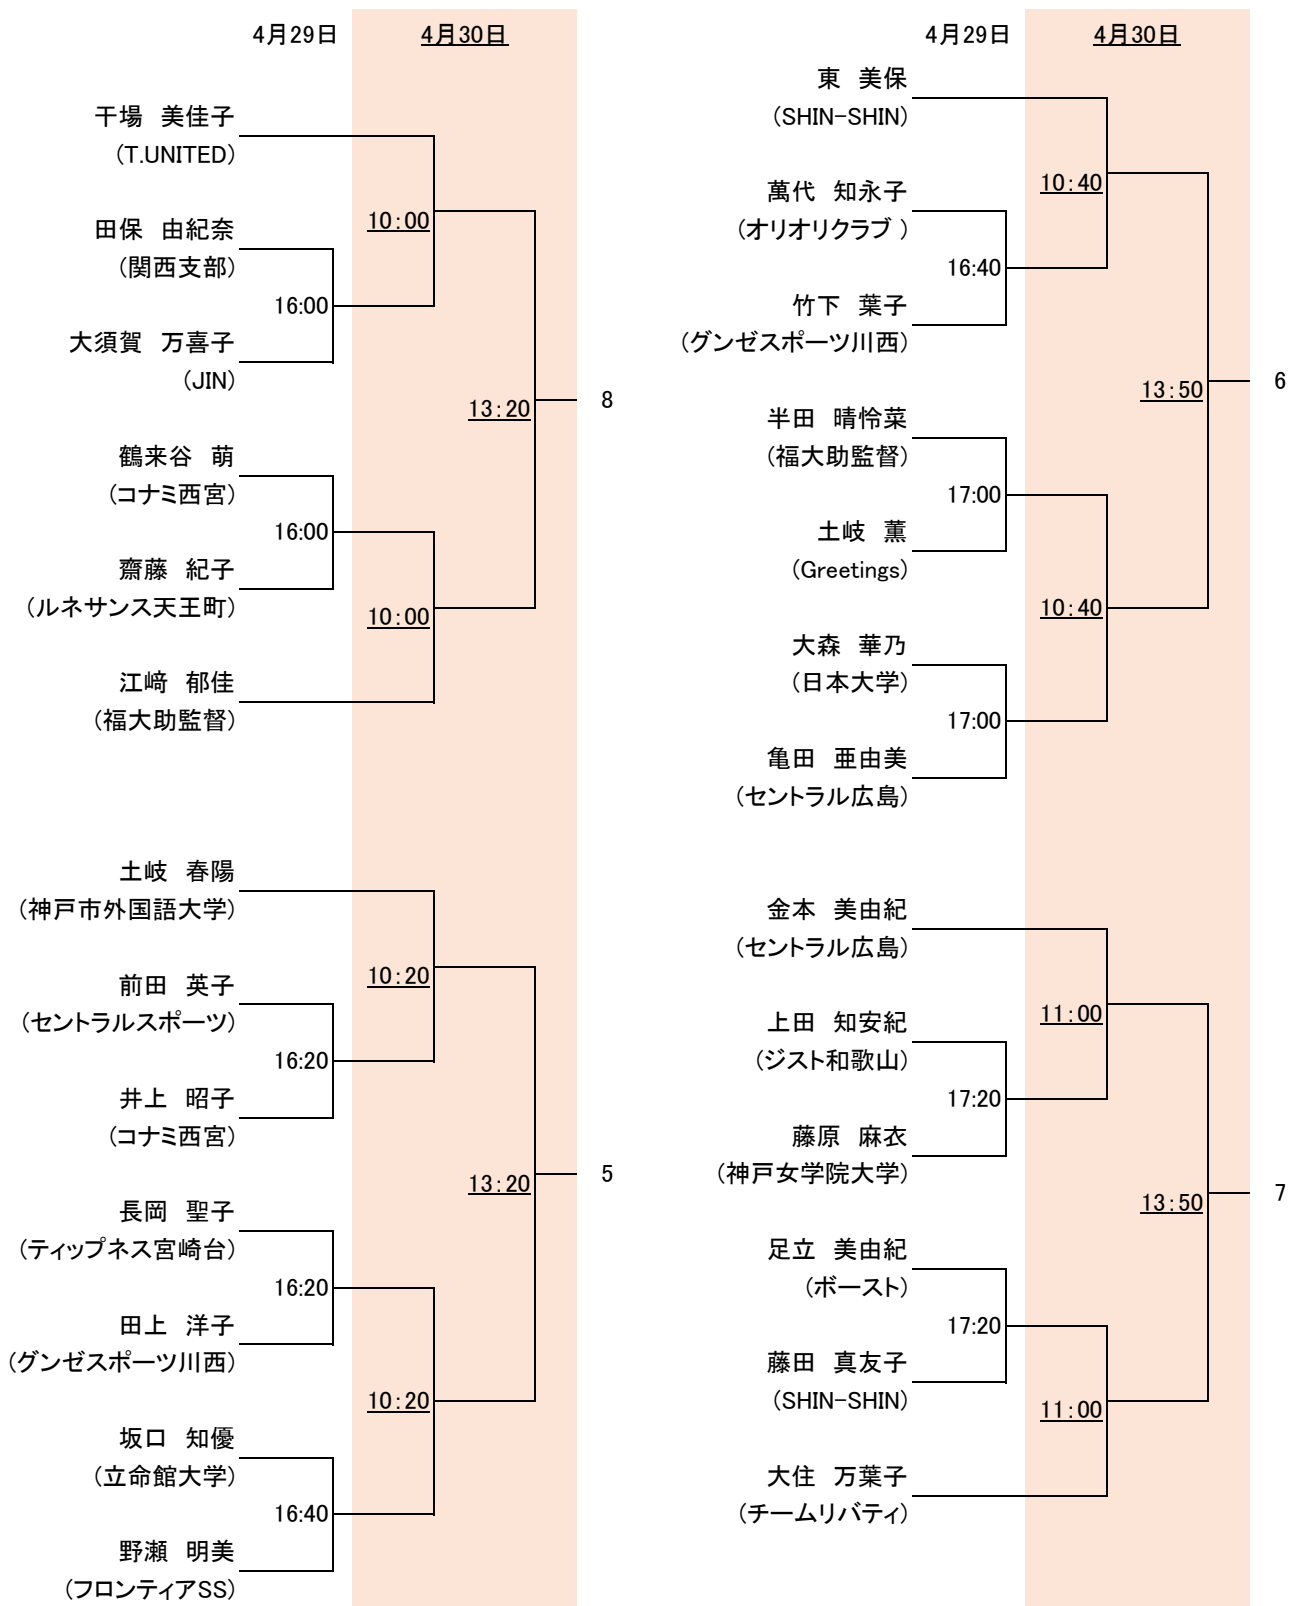 4月29日
4月30日
干場　美佳子
(T.UNITED)
10:00
田保　由紀奈
(関西支部)
16:00
大須賀　万喜子
(JIN)
13:20
8
鶴来谷　萌
(コナミ西宮)
16:00
齋藤　紀子
(ルネサンス天王町)
10:00
江﨑　郁佳
(福大助監督)
土岐　春陽
(神戸市外国語大学)
10:20
前田　英子
(セントラルスポーツ)
16:20
井上　昭子
(コナミ西宮)
13:20
5
長岡　聖子
(ティップネス宮崎台)
16:20
田上　洋子
(グンゼスポーツ川西)
10:20
坂口　知優
(立命館大学)
16:40
野瀬　明美
(フロンティアSS)
4月29日
4月30日
東　美保
(SHIN-SHIN)
10:40
萬代　知永子
(オリオリクラブ )
16:40
竹下　葉子
(グンゼスポーツ川西)
13:50
6
半田　晴怜菜
(福大助監督)
17:00
土岐　薫
(Greetings)
10:40
大森　華乃
(日本大学)
17:00
亀田　亜由美
(セントラル広島)
金本　美由紀
(セントラル広島)
11:00
上田　知安紀
(ジスト和歌山)
17:20
藤原　麻衣
(神戸女学院大学)
13:50
7
足立　美由紀
(ボースト)
17:20
藤田　真友子
(SHIN-SHIN)
11:00
大住　万葉子
(チームリバティ)